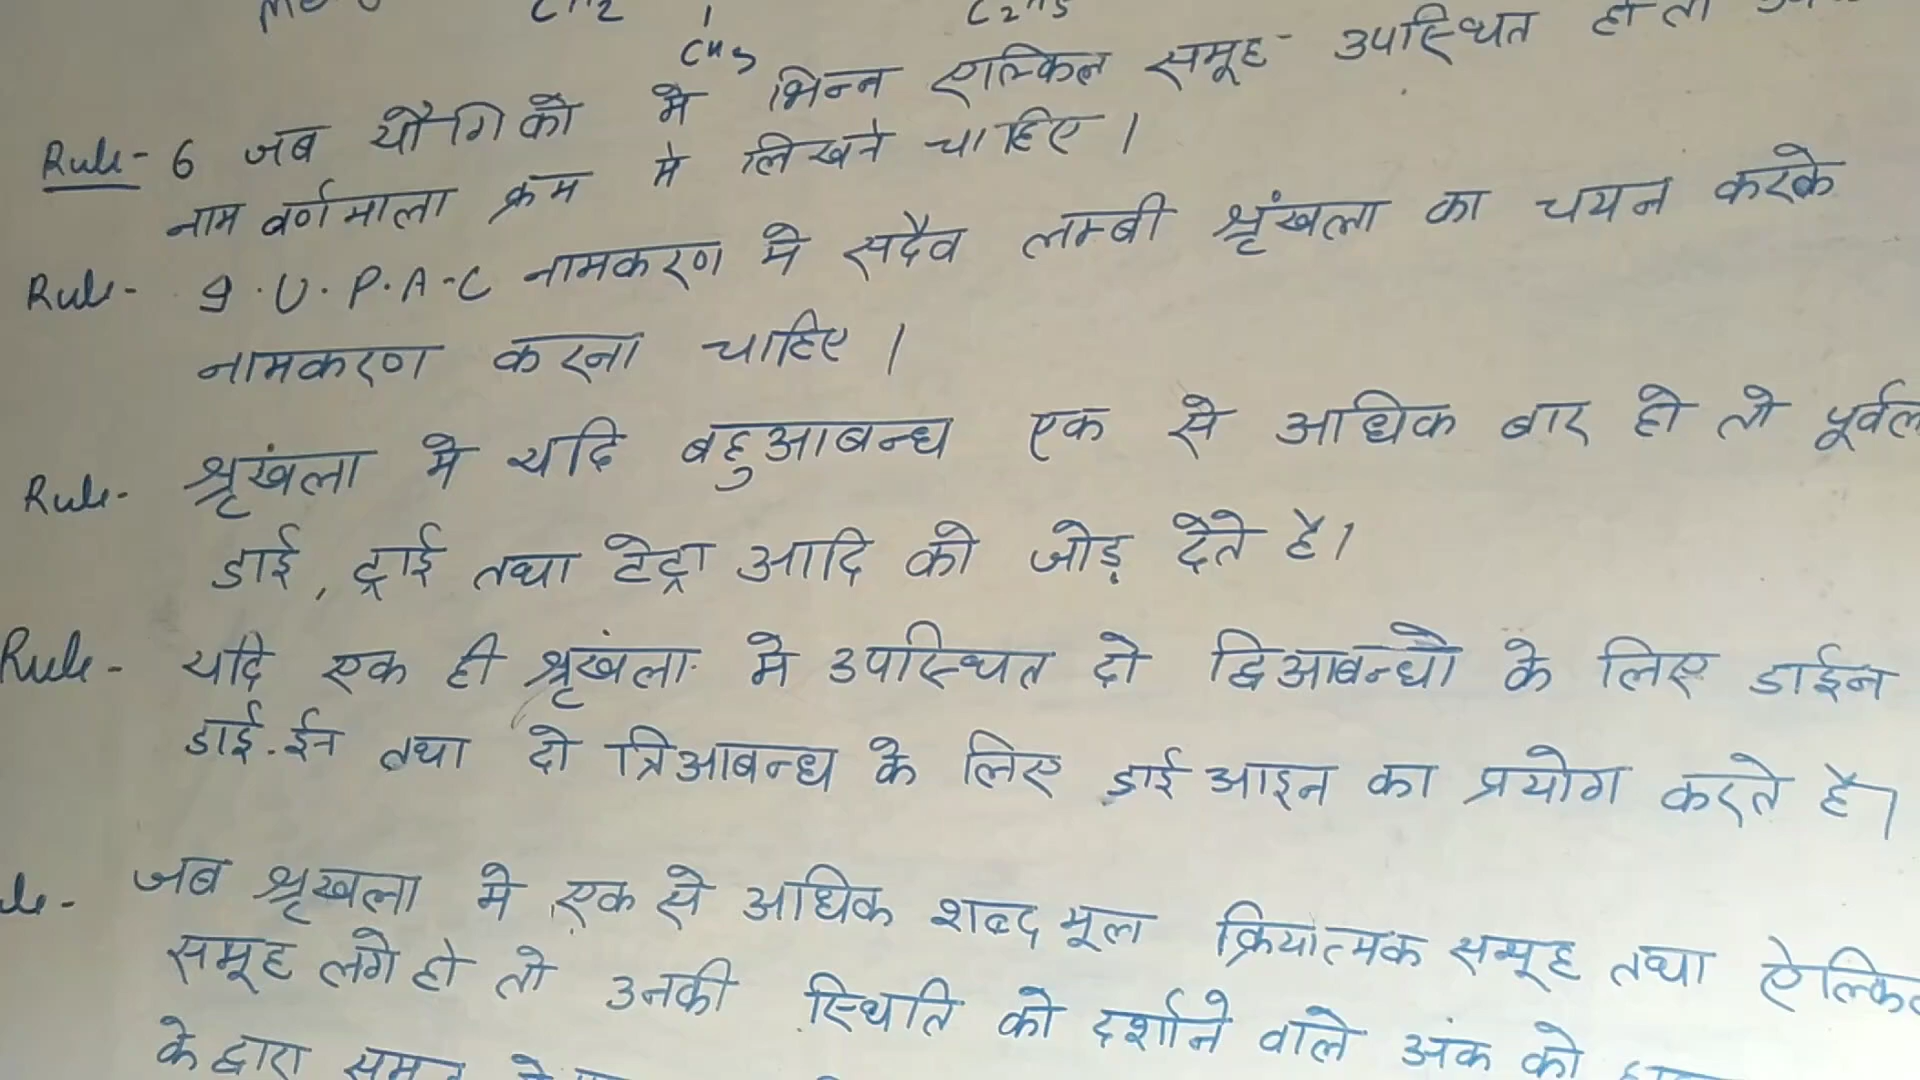 CH2 C2H5
CH3
Rule- 6 जब यौगिको मे भिन्न एल्किल समूह उपस्थित हो तो
नाम वर्णमाला क्रम मे लिखने चाहिए ।
Rule- I.U.P.A-C नामकरण मे सदैव लम्बी श्रृंखला का चयन करके
नामकरण करना चाहिए ।
Rule- श्रृखंला मे यदि बहुआबन्ध एक से अधिक बार हो तो
डाई, ट्राई तथा टेट्रा आदि को जोड़ देते है।
Rule- यदि एक ही श्रृखंला मे उपस्थित दो द्विआबन्धो के लिए डाईन
डाई-ईन तथा दो त्रिआबन्ध के लिए डाईआइन का प्रयोग करते है।
जब श्रृखला मे एक से अधिक शब्द मूल क्रियात्मक समूह तथा
समूह लगे हो तो उनकी स्थिति को दर्शाने वाले अंक को
के द्वारा